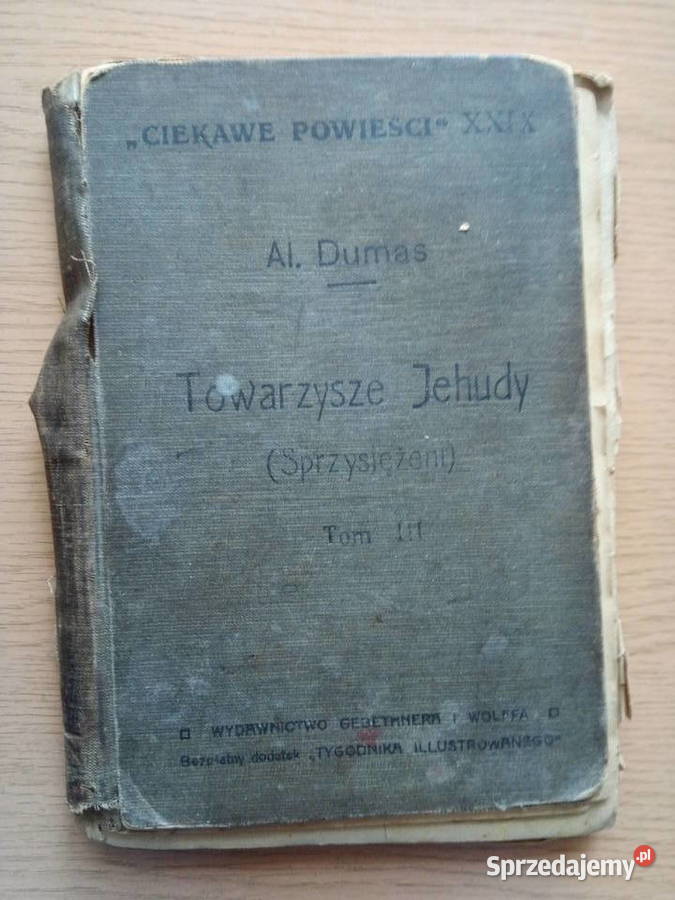 „CIEKAWE POWIEŚCI" XXIX
Al. Dumas
Towarzysze Jehudy
(Sprzysiężeni)
Tom III
WYDAWNICTWO GEBETHNERA I WOLFFA
Bezpłatny dodatek „TYGODNIKA ILLUSTROWANEGO"
Sprzedajemy.pl